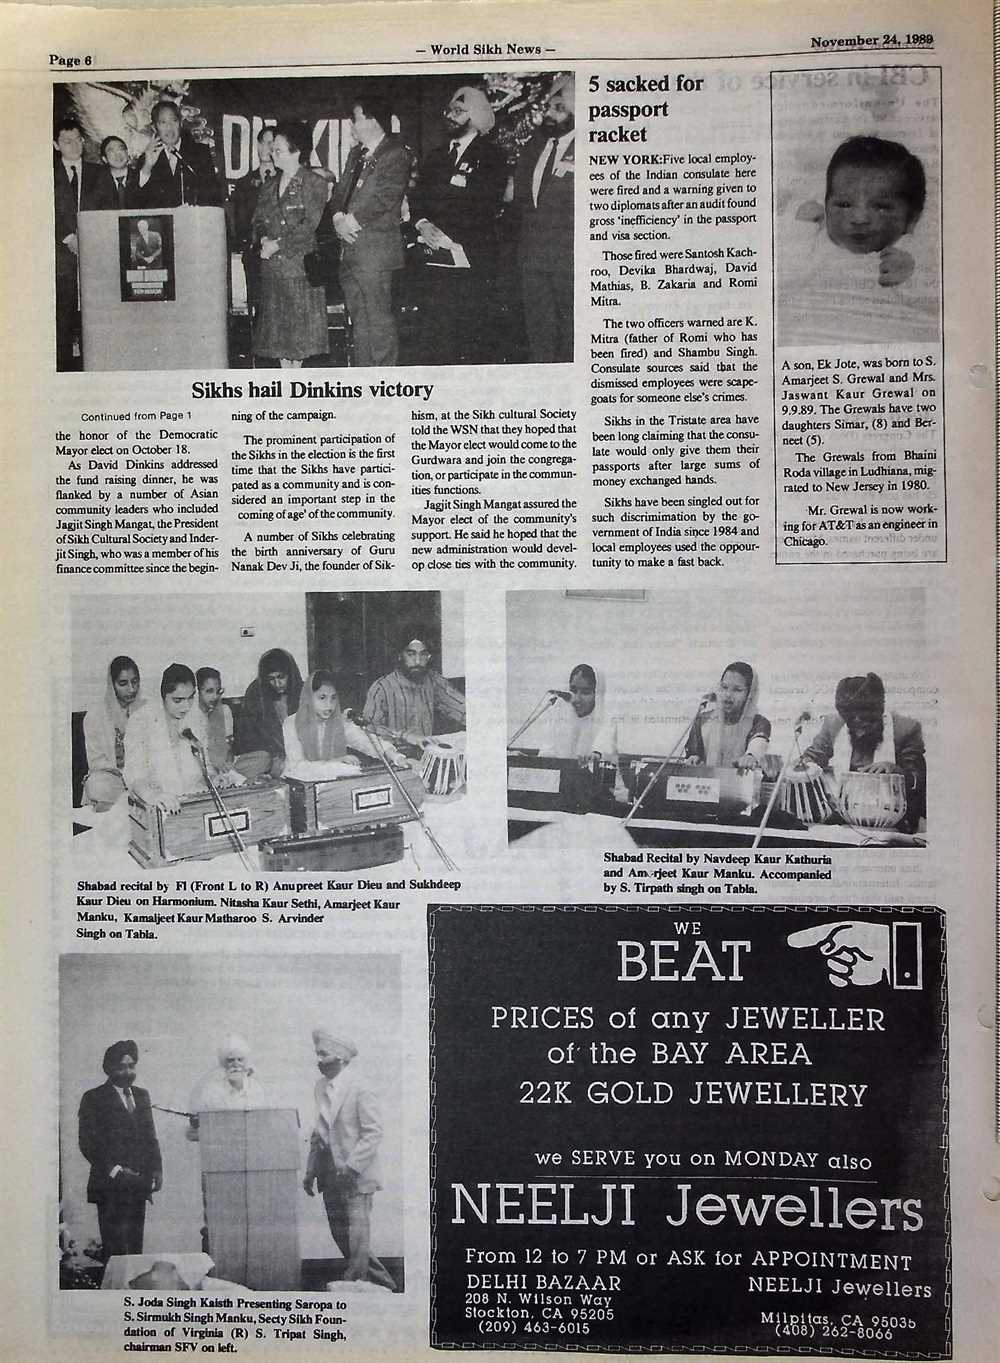 Page 6
– World Sikh News –
November 24, 1989
DINKINS
Sikhs hail Dinkins victory
Continued from Page 1
the honor of the Democratic
Mayor elect on October 18.
As David Dinkins addressed
the fund raising dinner, he was
flanked by a number of Asian
community leaders who included
Jagjit Singh Mangat, the President
of Sikh Cultural Society and Inder-
jit Singh, who was a member of his
finance committee since the begin-
ning of the campaign.
The prominent participation of
the Sikhs in the election is the first
time that the Sikhs have partici-
pated as a community and is con-
sidered an important step in the
coming of age' of the community.
A number of Sikhs celebrating
the birth anniversary of Guru
Nanak Dev Ji, the founder of Sik-
hism, at the Sikh cultural Society
told the WSN that they hoped that
the Mayor elect would come to the
Gurdwara and join the congrega-
tion, or participate in the commun-
ities functions.
Jagjit Singh Mangat assured the
Mayor elect of the community's
support. He said he hoped that the
new administration would devel-
op close ties with the community.
5 sacked for
passport
racket
NEW YORK:Five local employ-
ees of the Indian consulate here
were fired and a warning given to
two diplomats after an audit found
gross 'inefficiency' in the passport
and visa section.
Those fired were Santosh Kach-
roo, Devika Bhardwaj, David
Mathias, B. Zakaria and Romi
Mitra.
The two officers warned are K.
Mitra (father of Romi who has
been fired) and Shambu Singh.
Consulate sources said that the
dismissed employees were scape-
goats for someone else's crimes.
Sikhs in the Tristate area have
been long claiming that the consu-
late would only give them their
passports after large sums of
money exchanged hands.
Sikhs have been singled out for
such discrimimation by the go-
vernment of India since 1984 and
local employees used the oppour-
tunity to make a fast back.
A son, Ek Jote, was born to S.
Amarjeet S. Grewal and Mrs.
Jaswant Kaur Grewal on
9.9.89. The Grewals have two
daughters Simar, (8) and Ber-
neet (5).
The Grewals from Bhaini
Roda village in Ludhiana, mig-
rated to New Jersey in 1980.
Mr. Grewal is now work-
ing for AT&T as an engineer in
Chicago.
Shabad recital by Fl (Front L to R) Anupreet Kaur Dieu and Sukhdeep
Kaur Dieu on Harmonium. Nitasha Kaur Sethi, Amarjeet Kaur
Manku, Kamaljeet Kaur Matharoo S. Arvinder
Singh on Tabla.
Shabad Recital by Navdeep Kaur Kathuria
and Amarjeet Kaur Manku. Accompanied
by S. Tirpath singh on Tabla.
S. Joda Singh Kaisth Presenting Saropa to
S. Sirmukh Singh Manku, Secty Sikh Foun-
dation of Virginia (R) S. Tripat Singh,
chairman SFV on left.
WE
BEAT
PRICES of any JEWELLER
of the BAY AREA
22K GOLD JEWELLERY
we SERVE you on MONDAY also
NEELJI Jewellers
From 12 to 7 PM or ASK for APPOINTMENT
DELHI BAZAAR
208 N. Wilson Way
Stockton, CA 95205
(209) 463-6015
NEELJI Jewellers
Milpitas, CA 95035
(408) 262-8066